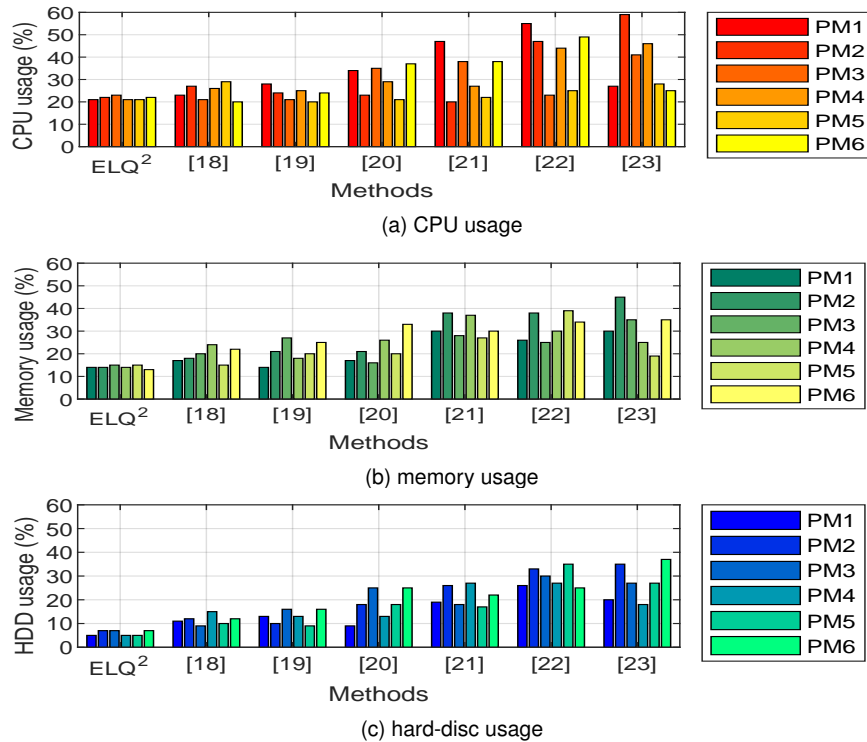 60
50
40
30
20
10
0
CPU usage (%)
ELQ² [18] [19] [20] [21] [22] [23]
Methods
PM1
PM2
PM3
PM4
PM5
PM6
(a) CPU usage
60
50
40
30
20
10
0
Memory usage (%)
ELQ² [18] [19] [20] [21] [22] [23]
Methods
PM1
PM2
PM3
PM4
PM5
PM6
(b) memory usage
60
50
40
30
20
10
0
HDD usage (%)
ELQ² [18] [19] [20] [21] [22] [23]
Methods
PM1
PM2
PM3
PM4
PM5
PM6
(c) hard-disc usage